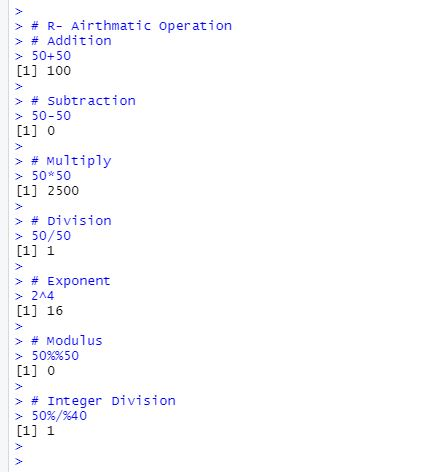 >
> # R- Airthmatic Operation
> # Addition
> 50+50
[1] 100
>
> # Subtraction
> 50-50
[1] 0
>
> # Multiply
> 50*50
[1] 2500
>
> # Division
> 50/50
[1] 1
>
> # Exponent
> 2^4
[1] 16
>
> # Modulus
> 50%%50
[1] 0
>
> # Integer Division
> 50%/%40
[1] 1
>
>